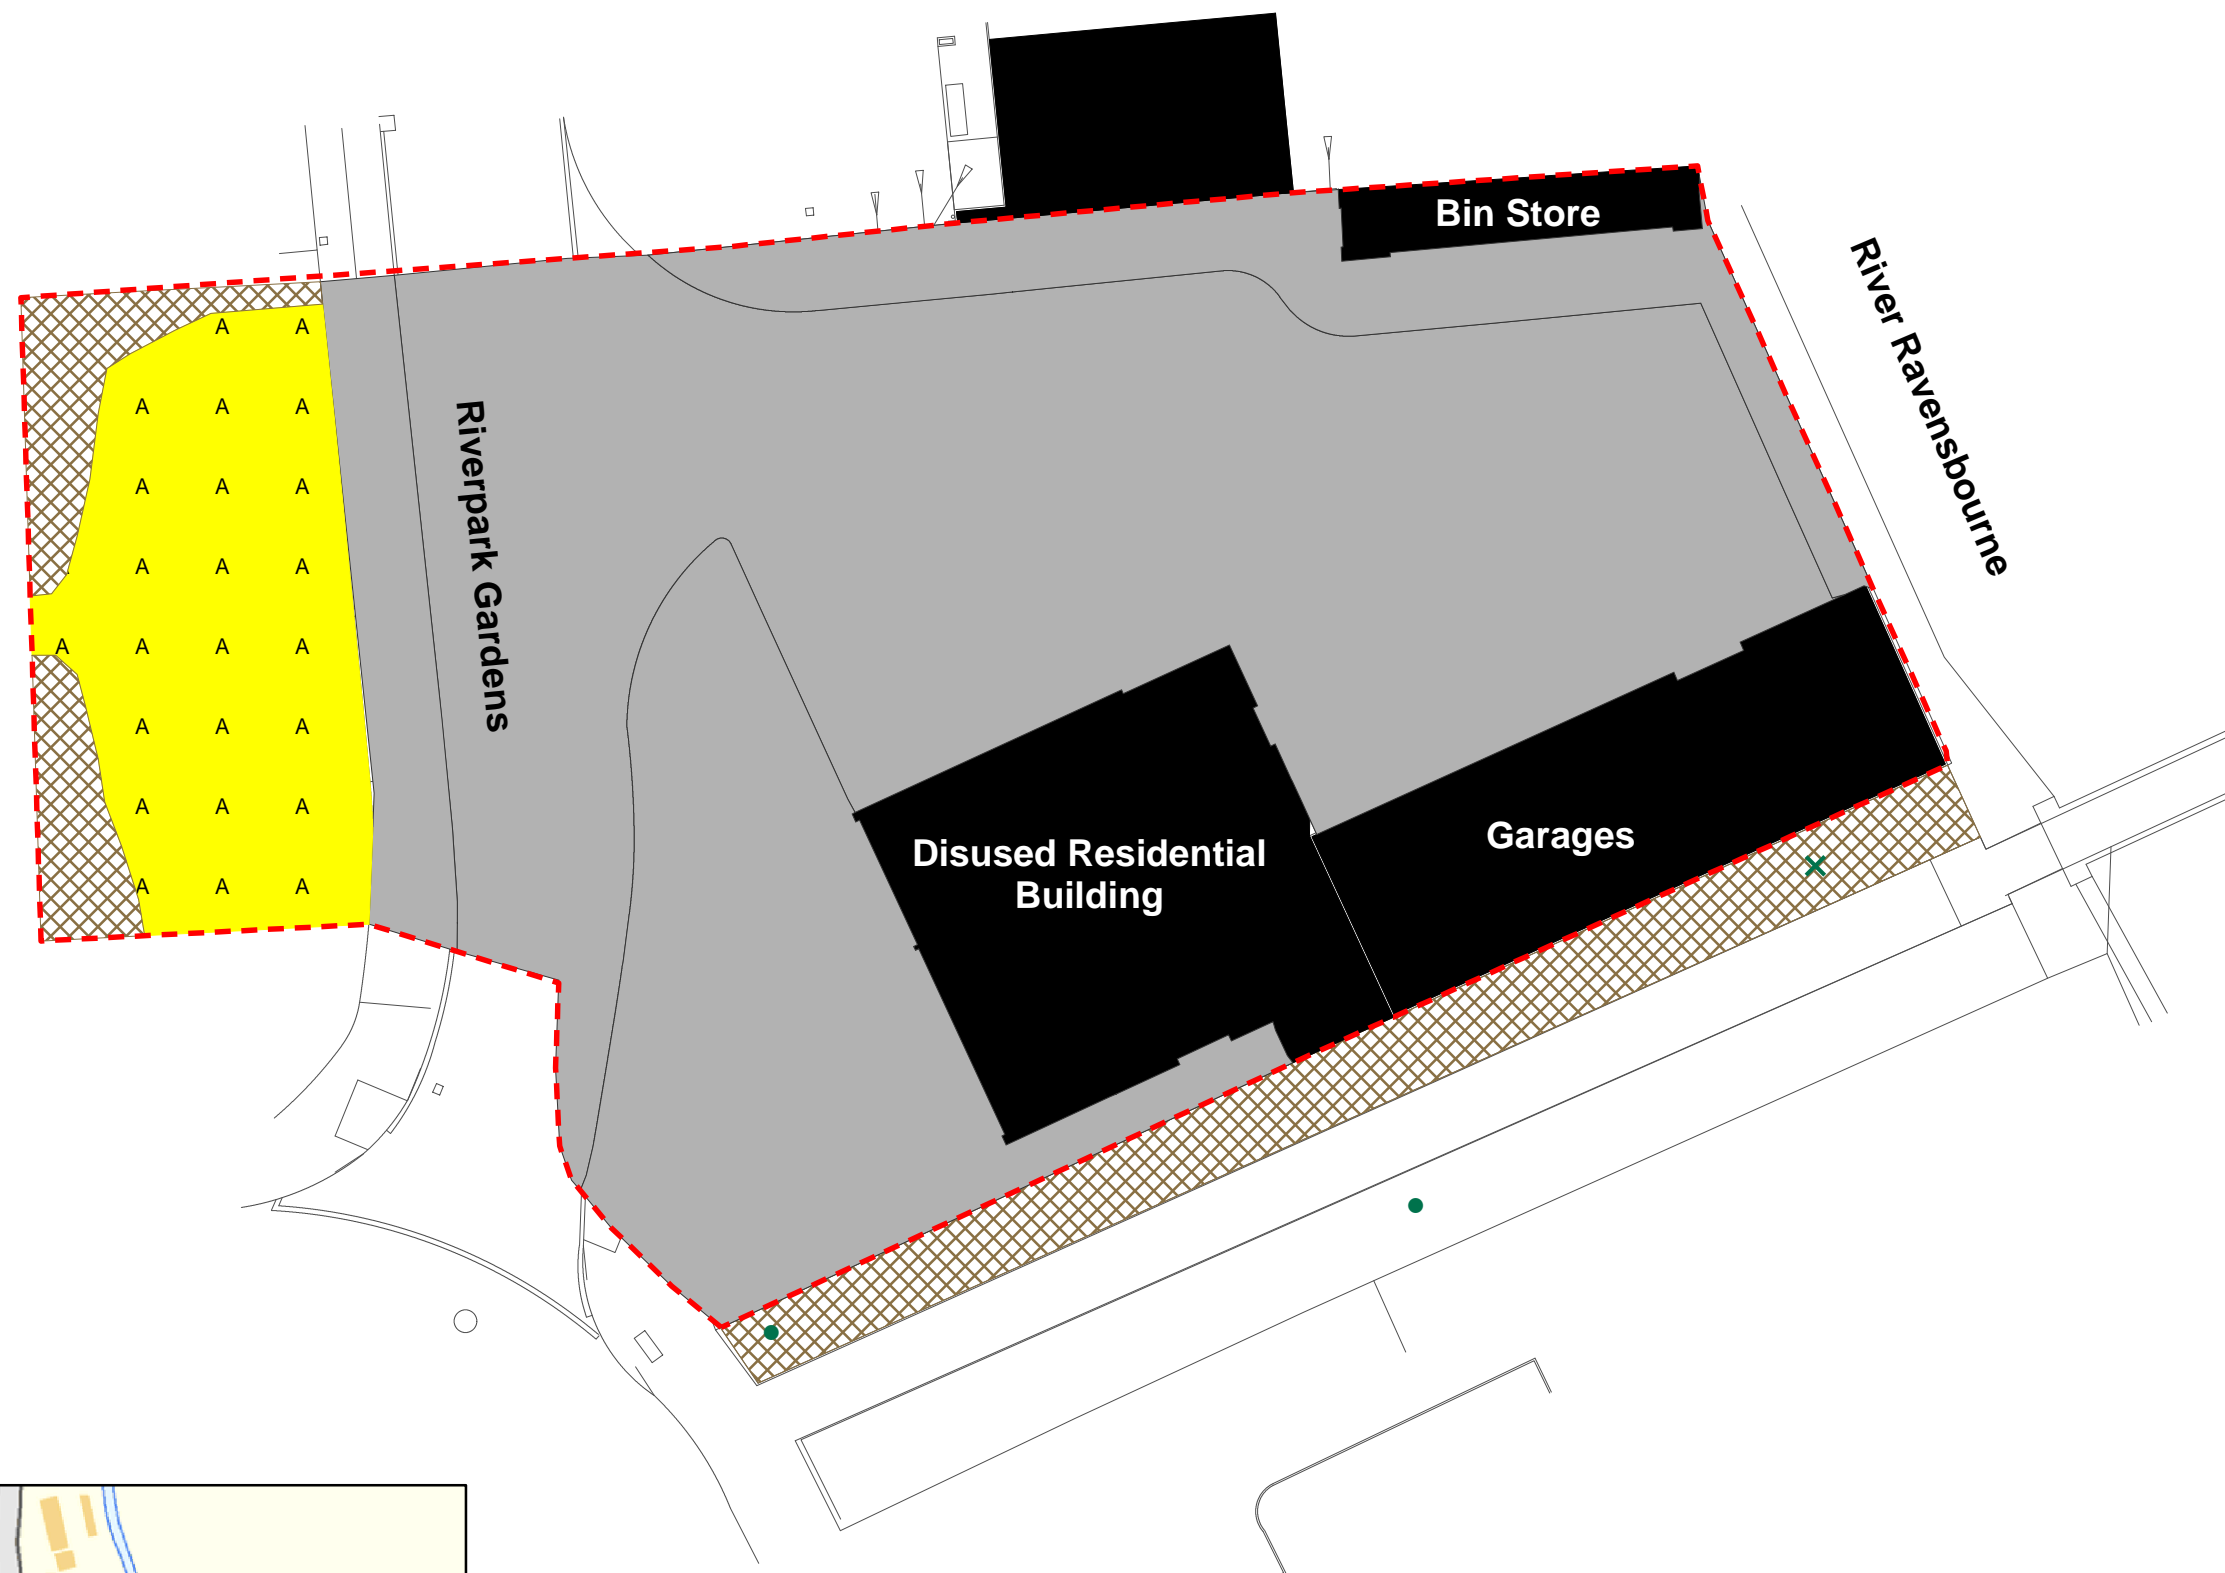 Bin Store
River Ravensbourne
A A
A A A
Riverpark Gardens
A A A
A A A
A A A A
A A A
A A A
Garages
Disused Residential
Building
A A A